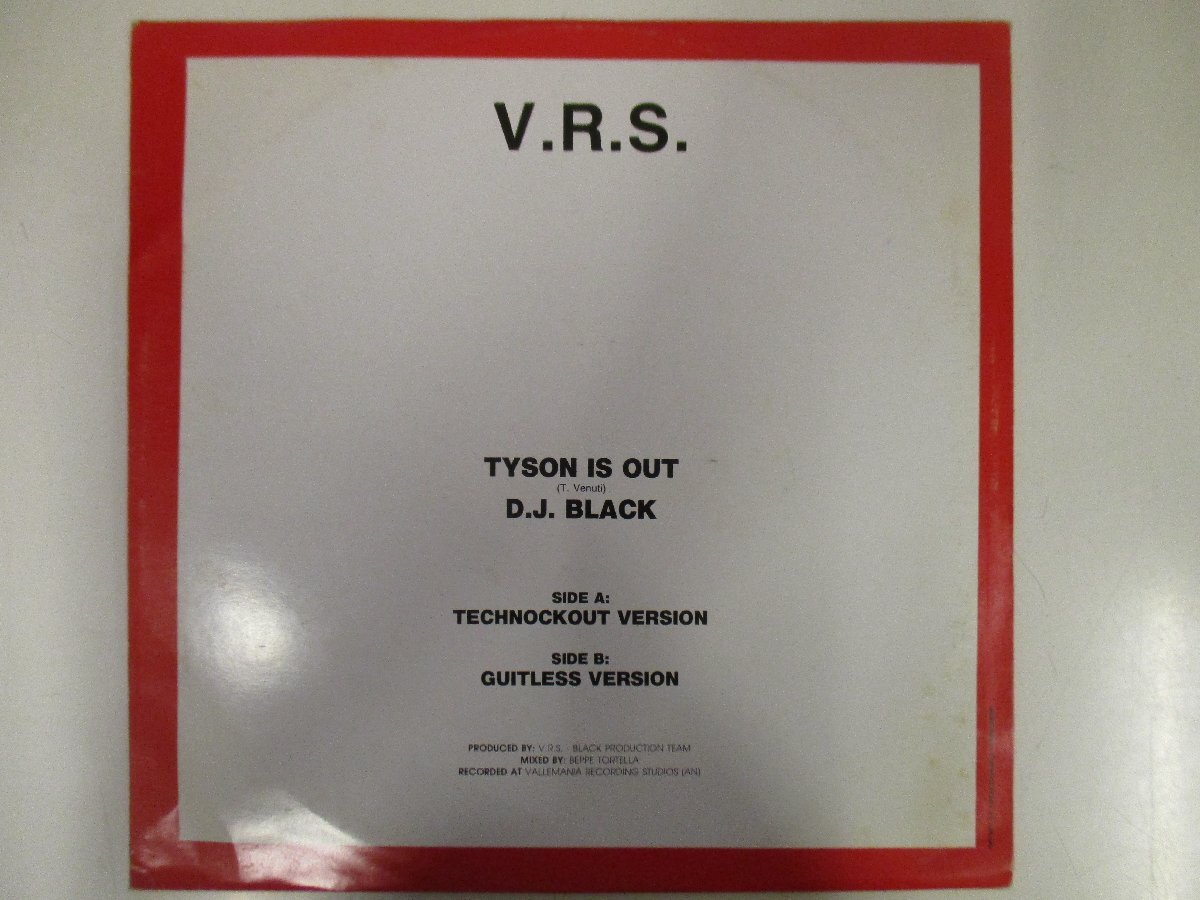 V.R.S.
TYSON IS OUT
(T. Venuti)
D.J. BLACK
SIDE A:
TECHNOCKOUT VERSION
SIDE B:
GUITLESS VERSION
PRODUCED BY: V.R.S. - BLACK PRODUCTION TEAM
MIXED BY: BEPPE TORTELLA
RECORDED AT VALLEMANIA RECORDING STUDIOS (AN)